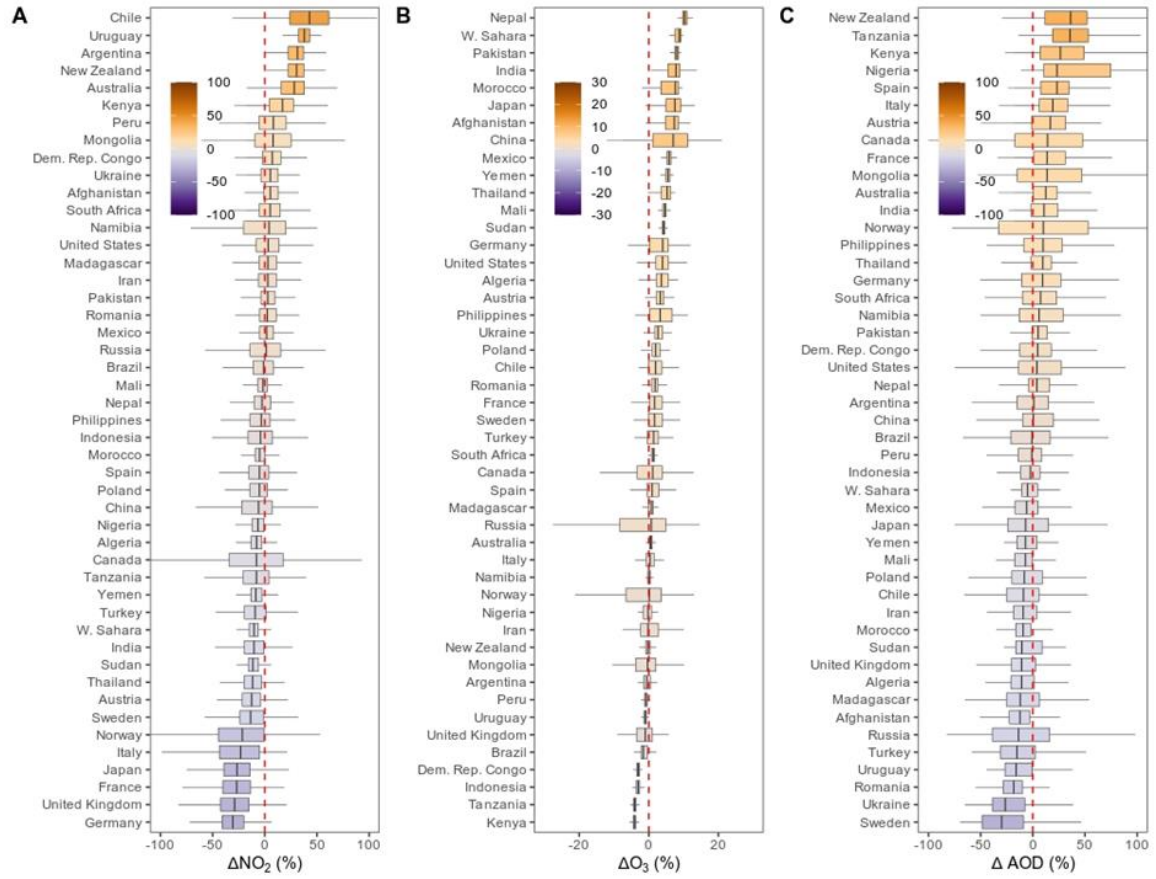 A
Chile
Uruguay
Argentina
New Zealand
Australia
Kenya
Peru
Mongolia
Dem. Rep. Congo
Ukraine
Afghanistan
South Africa
Namibia
United States
Madagascar
Iran
Pakistan
Romania
Mexico
Russia
Brazil
Mali
Nepal
Philippines
Indonesia
Morocco
Spain
Poland
China
Nigeria
Algeria
Canada
Tanzania
Yemen
Turkey
W. Sahara
India
Sudan
Thailand
Austria
Sweden
Norway
Italy
Japan
France
United Kingdom
Germany
100
50
0
-50
-100
-100 -50 0 50 100
ΔNO₂ (%)
B
Nepal
W. Sahara
Pakistan
India
Morocco
Japan
Afghanistan
China
Mexico
Yemen
Thailand
Mali
Sudan
Germany
United States
Algeria
Austria
Philippines
Ukraine
Poland
Chile
Romania
France
Sweden
Turkey
South Africa
Canada
Spain
Madagascar
Russia
Australia
Italy
Namibia
Norway
Nigeria
Iran
New Zealand
Mongolia
Argentina
Peru
Uruguay
United Kingdom
Brazil
Dem. Rep. Congo
Indonesia
Tanzania
Kenya
30
20
10
0
-10
-20
-30
-20 0 20
ΔO₃ (%)
C
New Zealand
Tanzania
Kenya
Nigeria
Spain
Italy
Austria
Canada
France
Mongolia
Australia
India
Norway
Philippines
Thailand
Germany
South Africa
Namibia
Pakistan
Dem. Rep. Congo
United States
Nepal
Argentina
China
Brazil
Peru
Indonesia
W. Sahara
Mexico
Japan
Yemen
Mali
Poland
Chile
Iran
Morocco
Sudan
United Kingdom
Algeria
Madagascar
Afghanistan
Russia
Turkey
Uruguay
Romania
Ukraine
Sweden
100
50
0
-50
-100
-100 -50 0 50 100
Δ AOD (%)